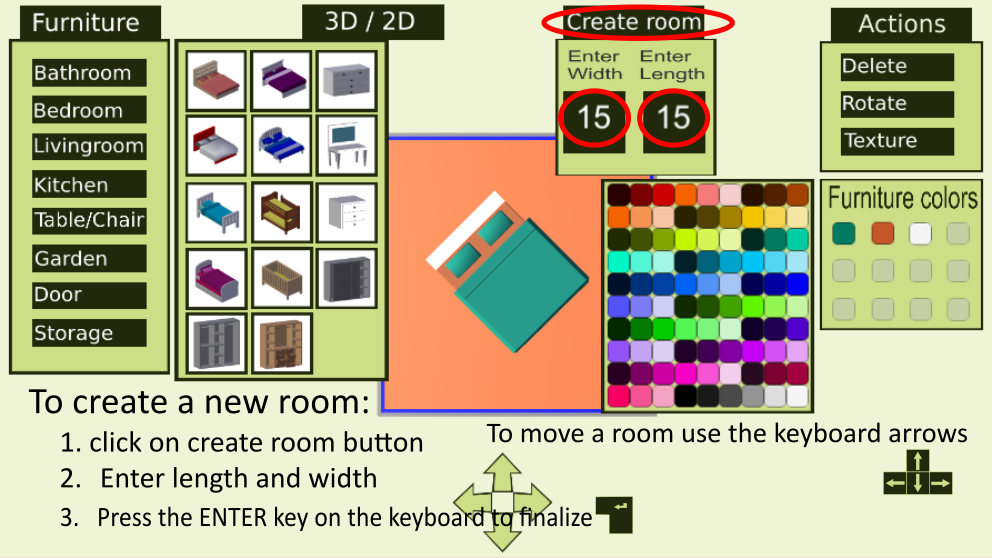 Furniture
3D / 2D
Create room
Actions
Bathroom
Bedroom
Livingroom
Kitchen
Table/Chair
Garden
Door
Storage
Enter Enter
Width Length
15 15
Delete
Rotate
Texture
Furniture colors
To create a new room:
1. click on create room button
2. Enter length and width
3. Press the ENTER key on the keyboard to finalize
To move a room use the keyboard arrows